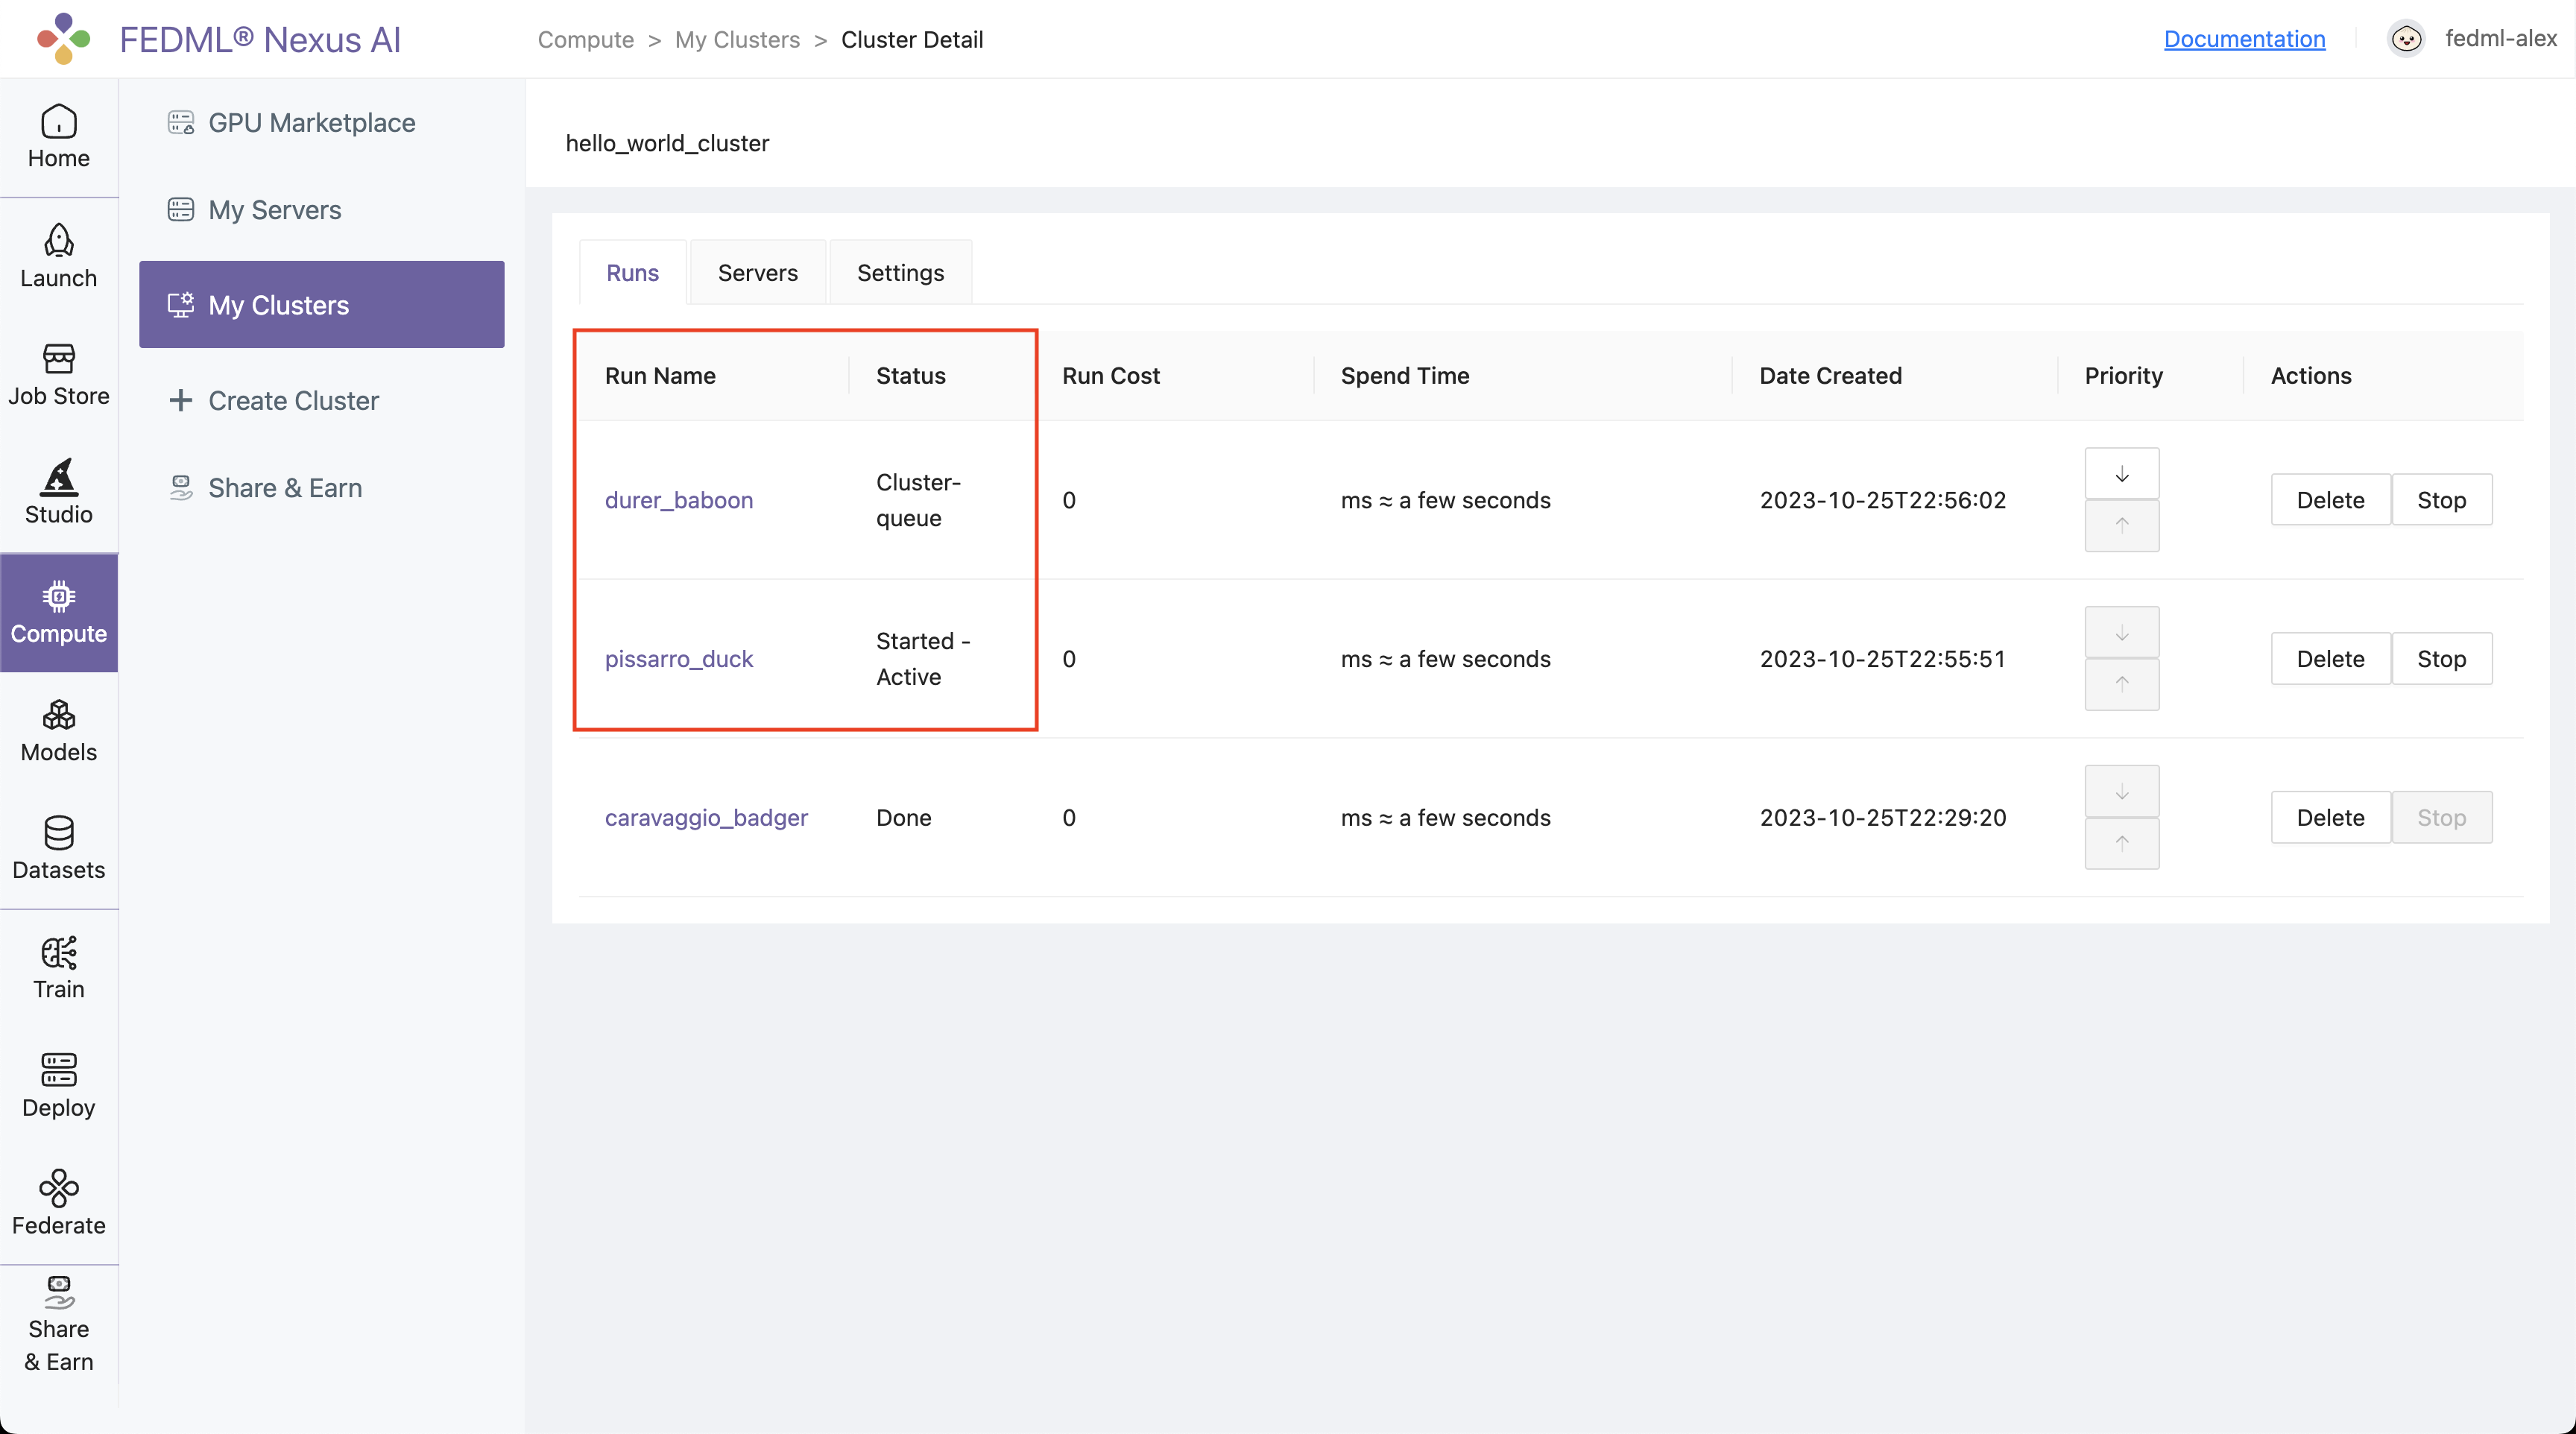 FEDML® Nexus AI
Compute > My Clusters > Cluster Detail
Documentation
fedml-alex
Home
Launch
Job Store
Studio
Compute
Models
Datasets
Train
Deploy
Federate
Share
& Earn
GPU Marketplace
My Servers
My Clusters
+ Create Cluster
Share & Earn
hello_world_cluster
Runs Servers Settings
Run Name Status Run Cost Spend Time Date Created Priority Actions
durer_baboon Cluster-
queue 0 ms ≈ a few seconds 2023-10-25T22:56:02 ↓ ↑ Delete Stop
pissarro_duck Started -
Active 0 ms ≈ a few seconds 2023-10-25T22:55:51 ↓ ↑ Delete Stop
caravaggio_badger Done 0 ms ≈ a few seconds 2023-10-25T22:29:20 ↓ ↑ Delete Stop